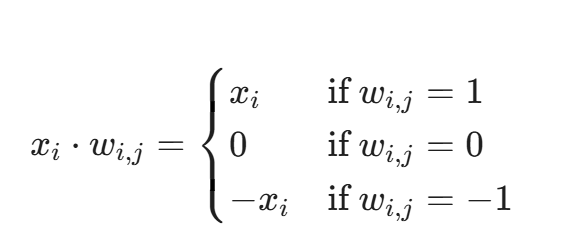 x_i · w_{i,j} = { x_i if w_{i,j} = 1
0 if w_{i,j} = 0
−x_i if w_{i,j} = −1